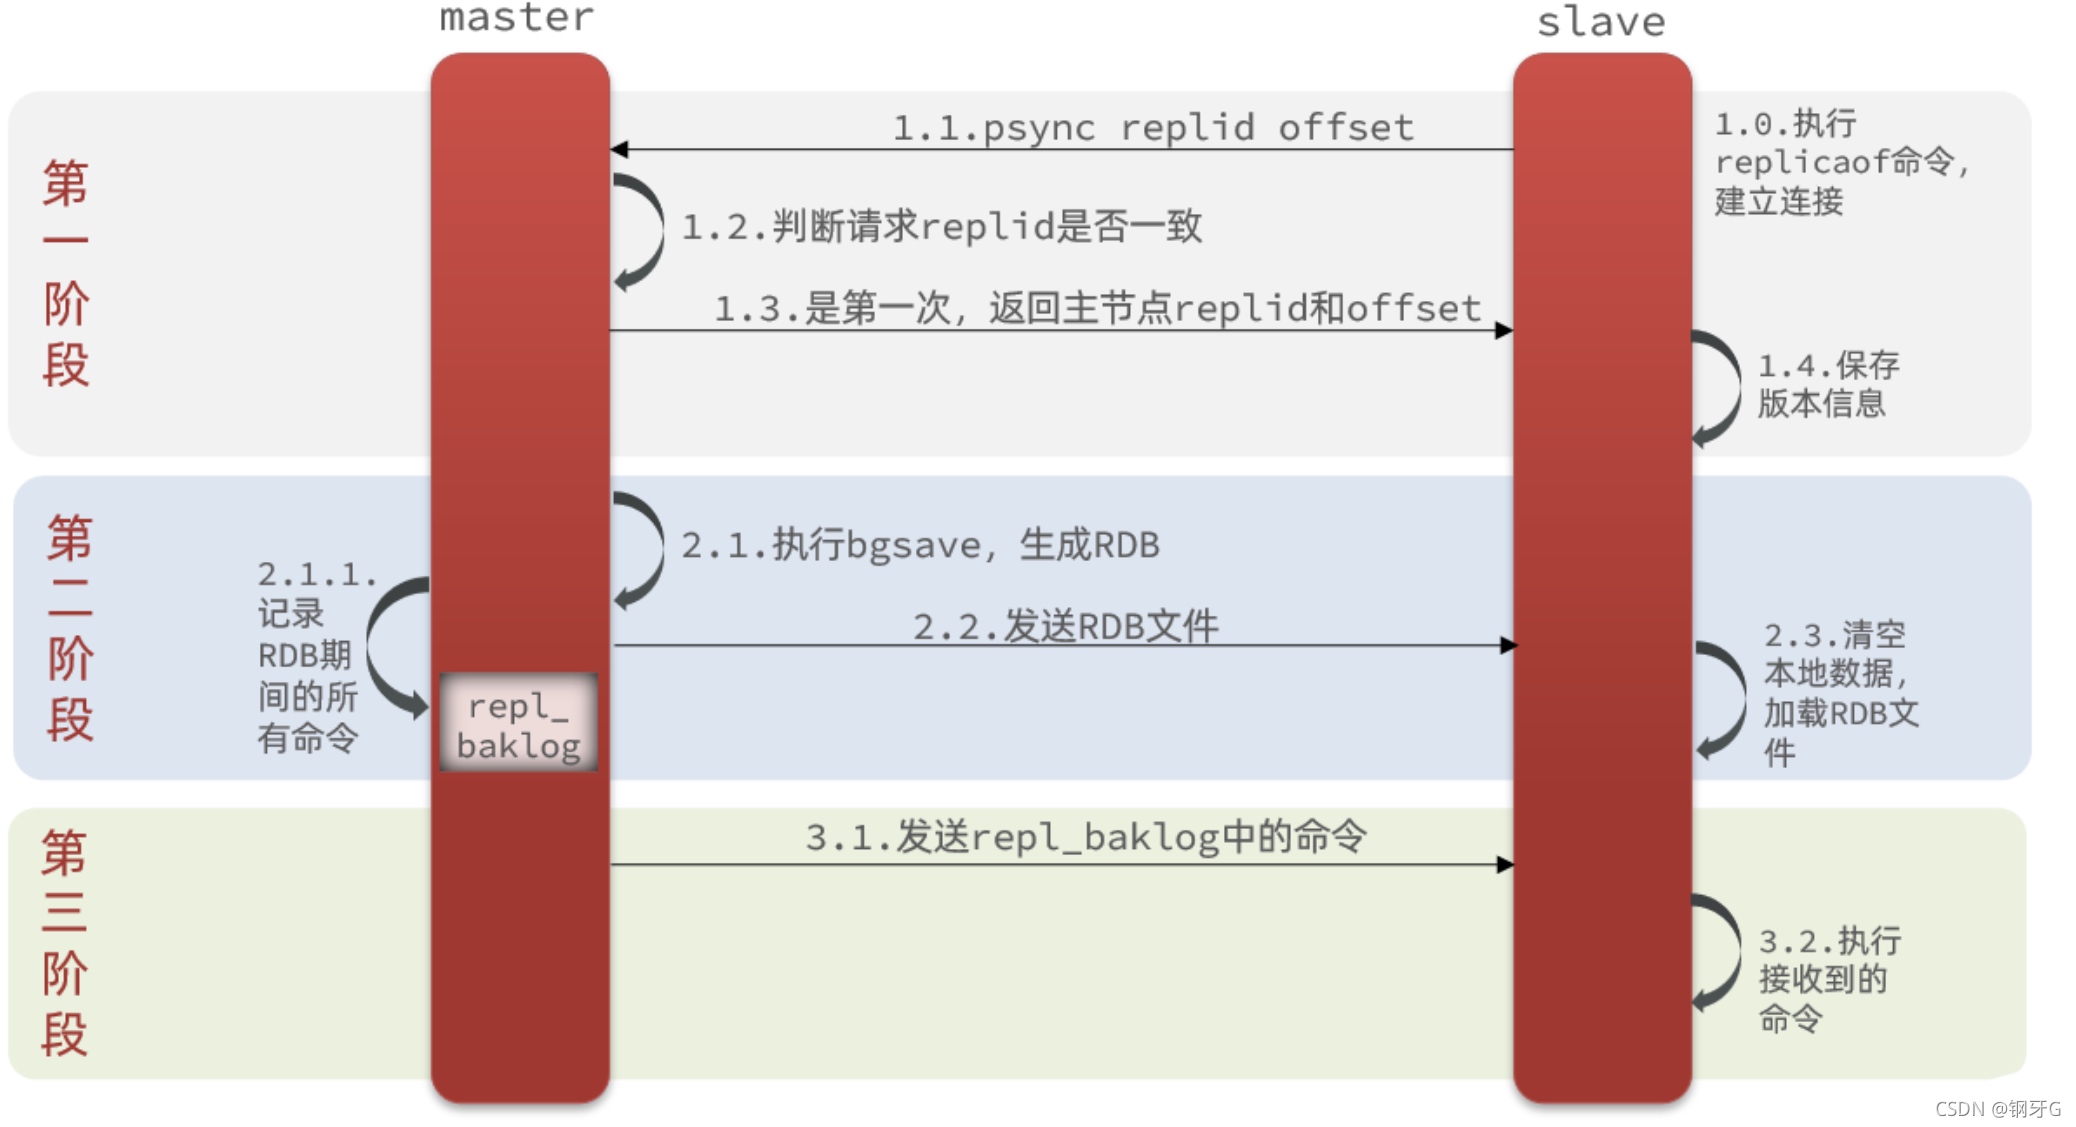 master
slave
第
一
阶
段
1.0.执行
replicaof命令,
建立连接
1.1.psync replid offset
1.2.判断请求replid是否一致
1.3.是第一次，返回主节点replid和offset
1.4.保存
版本信息
第
二
阶
段
2.1.执行bgsave，生成RDB
2.1.1.
记录
RDB期
间的所
有命令
repl_
baklog
2.2.发送RDB文件
2.3.清空
本地数据,
加载RDB文
件
第
三
阶
段
3.1.发送repl_baklog中的命令
3.2.执行
接收到的
命令
CSDN @钢牙G